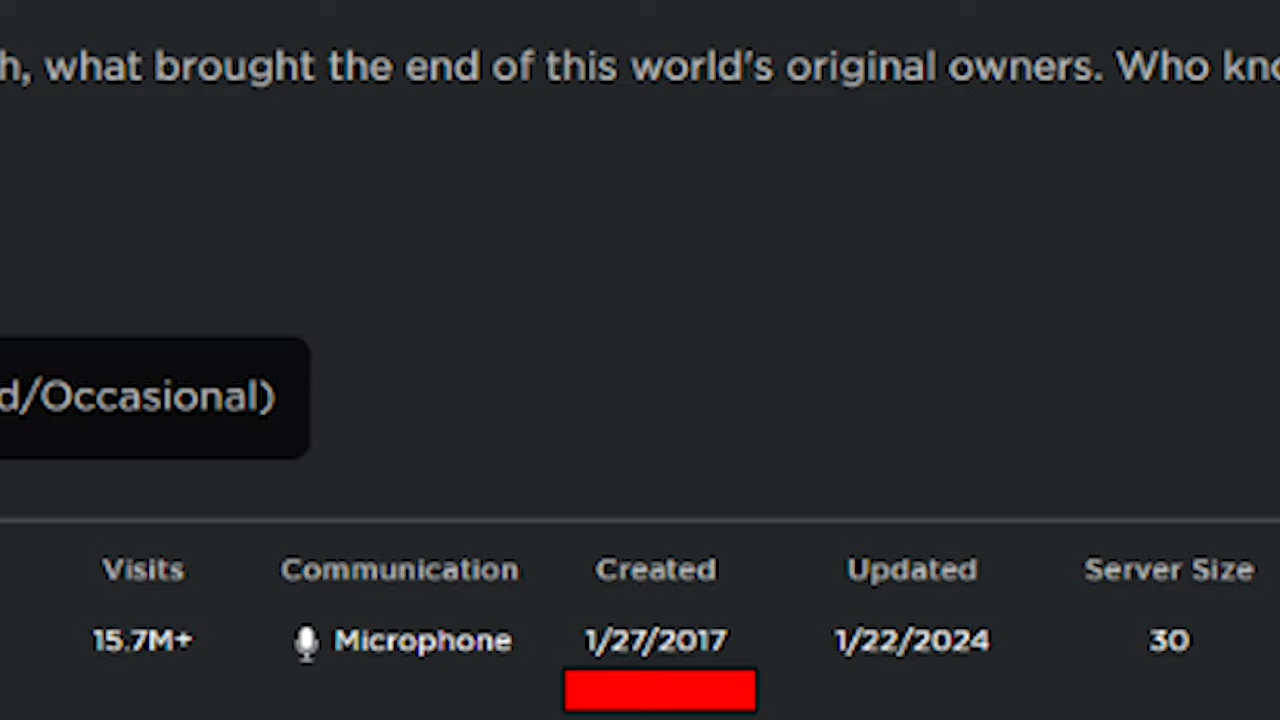 h, what brought the end of this world's original owners. Who kno
d/Occasional)
Visits Communication Created Updated Server Size
15.7M+ Microphone 1/27/2017 1/22/2024 30